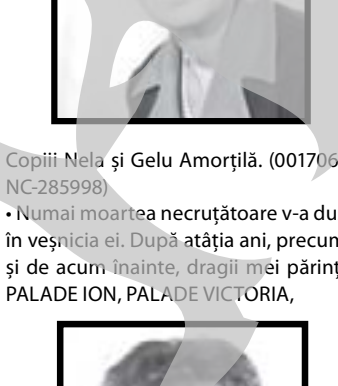 Copiii Nela și Gelu Amorțilă. (001706
NC-285998)
• Numai moartea necruțătoare v-a du
în veșnicia ei. După atâția ani, precum
și de acum înainte, dragii mei părinț
PALADE ION, PALADE VICTORIA,